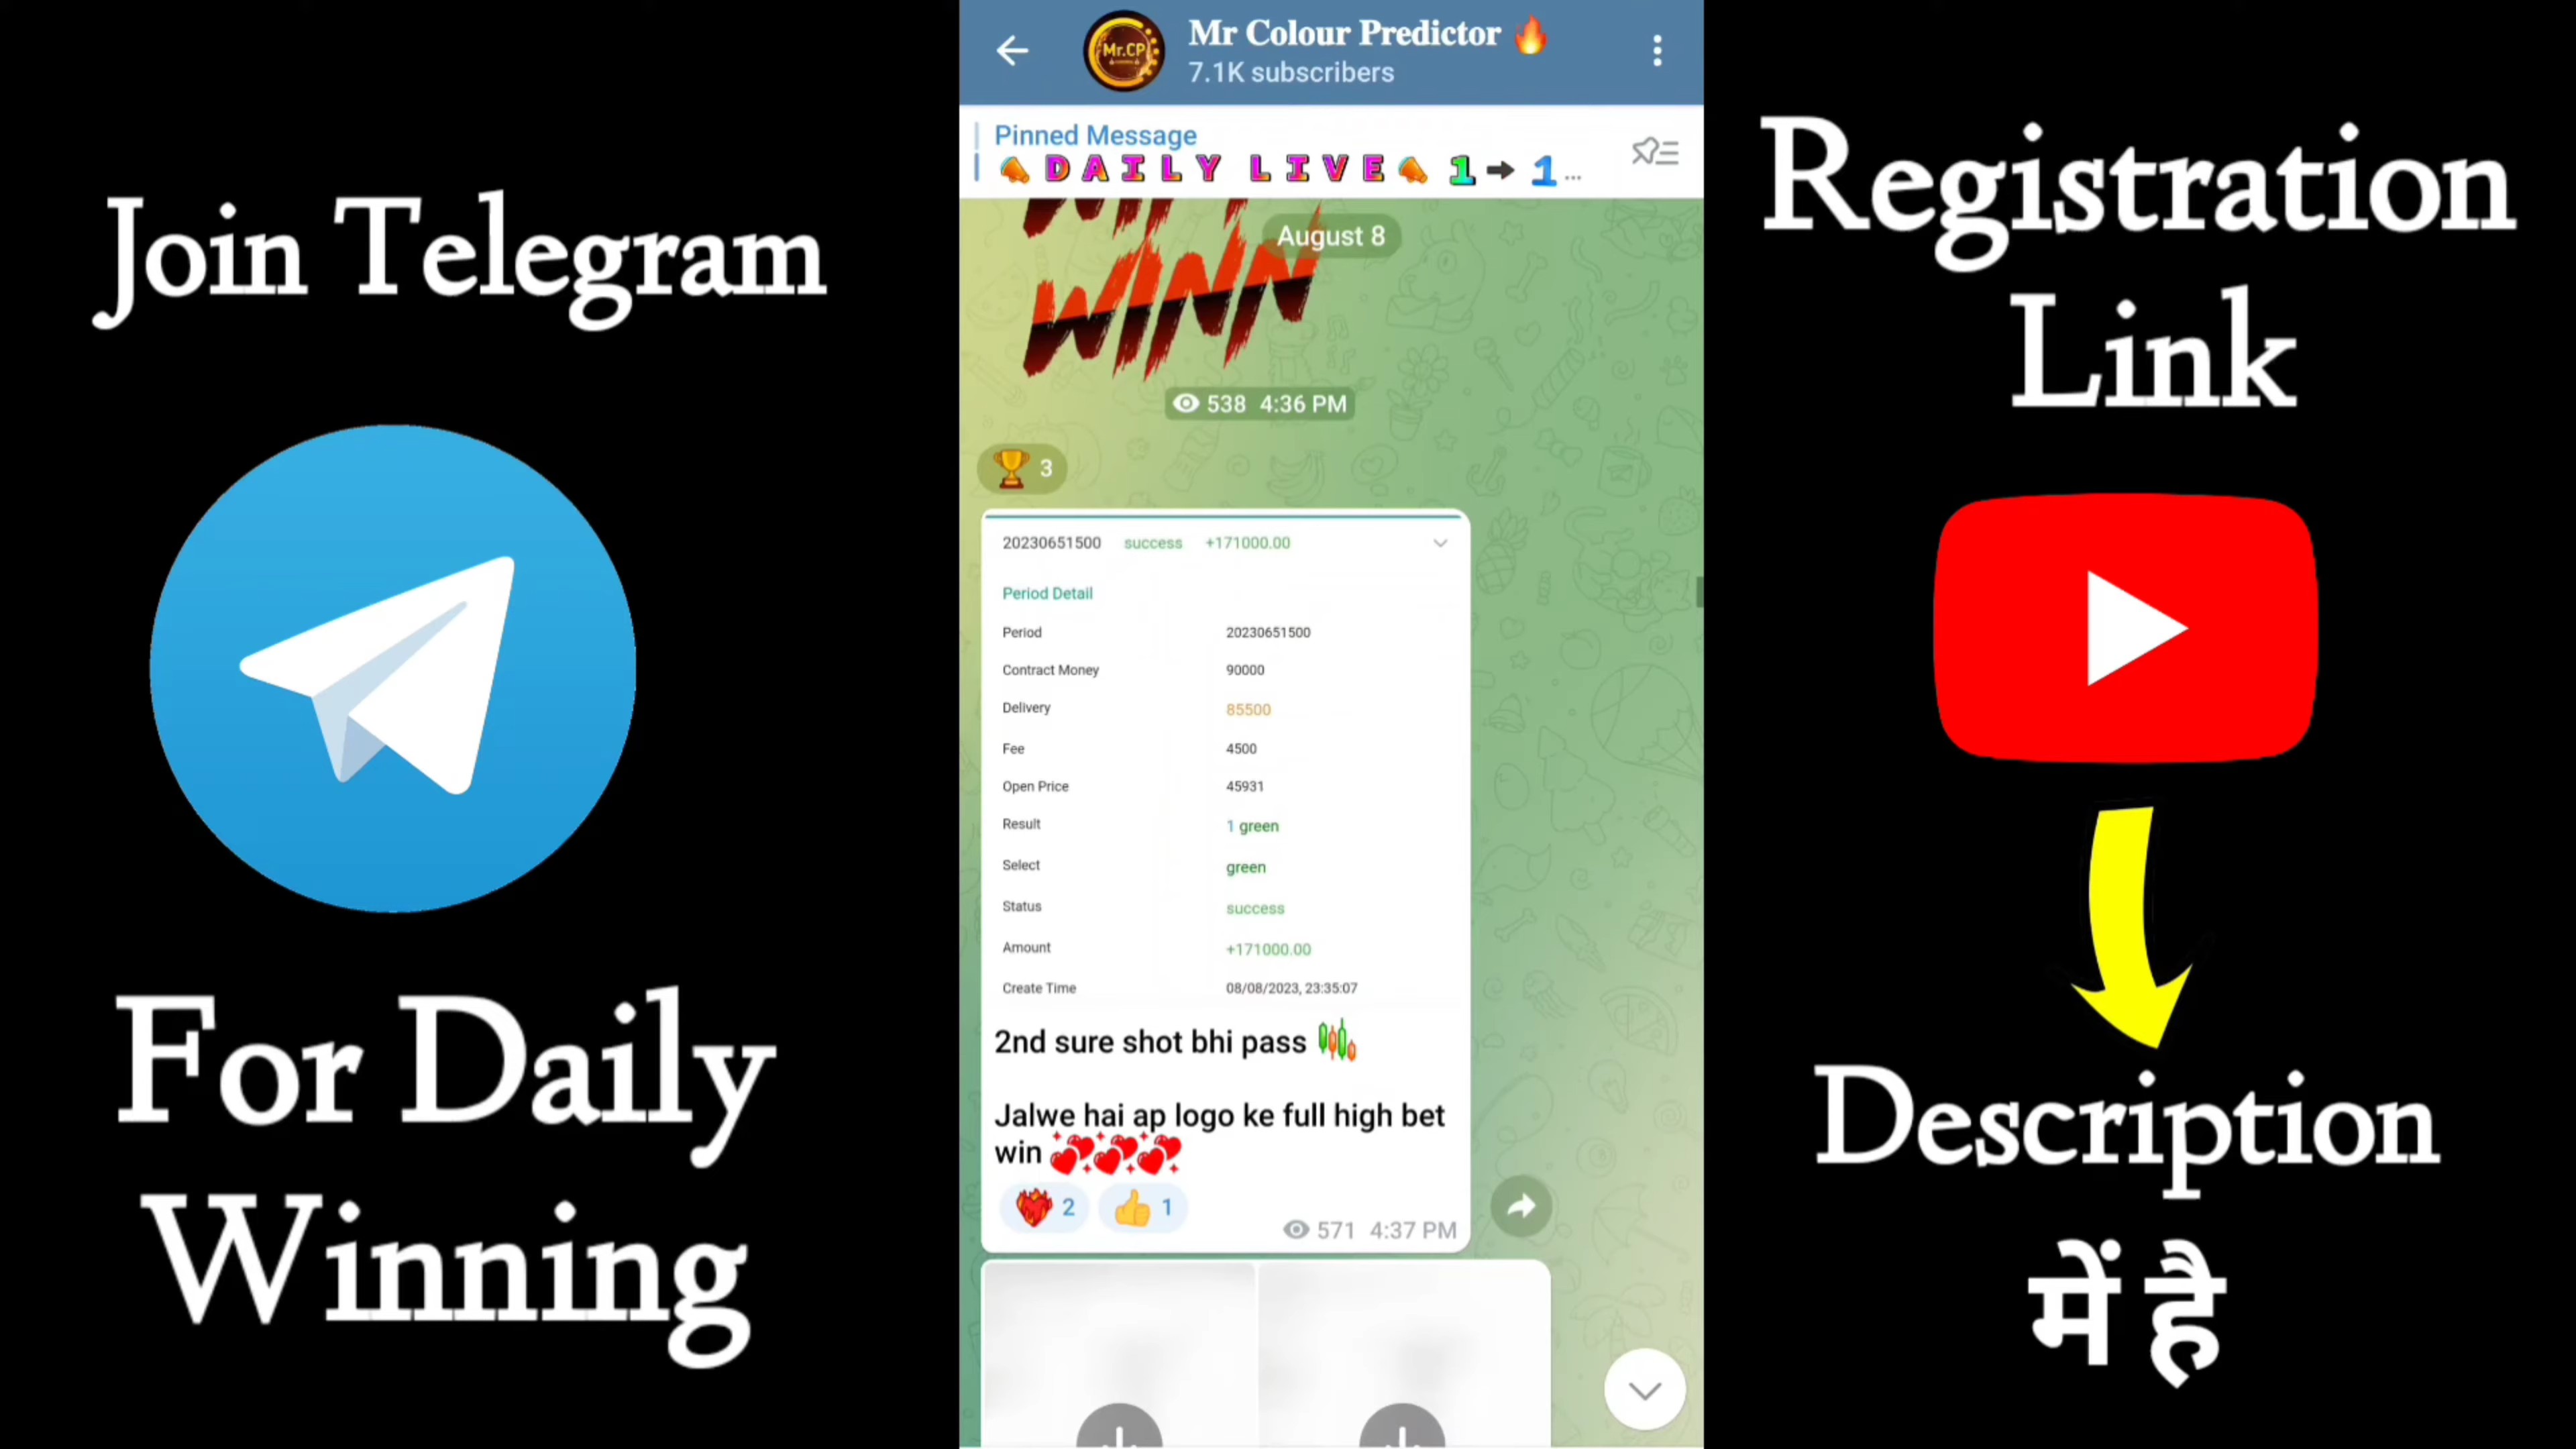 Join Telegram
For Daily
Winning
Mr.CP
Mr Colour Predictor 🔥
7.1K subscribers
Pinned Message
📣 DAILY LIVE 📣 1 ➡ 1...
August 8
WINN
538 4:36 PM
🏆 3
20230651500 success +171000.00
Period Detail
Period 20230651500
Contract Money 90000
Delivery 85500
Fee 4500
Open Price 45931
Result 1 green
Select green
Status success
Amount +171000.00
Create Time 08/08/2023, 23:35:07
2nd sure shot bhi pass
Jalwe hai ap logo ke full high bet
win 💞💞💞
❤️‍🔥 2 👍 1
571 4:37 PM
Registration
Link
Description
में है